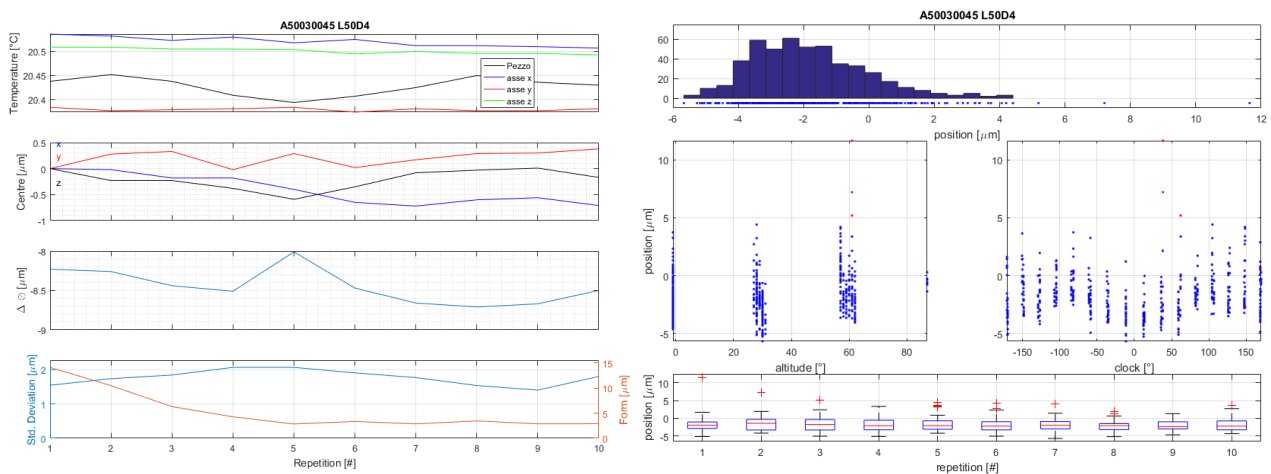 A50030045 L50D4
Temperature [°C]
20.5
20.45
20.4
Pezzo
asse x
asse y
asse z
Centre [μm]
0.5
0
-0.5
-1
x
y
z
Δ ∅ [μm]
-8
-8.5
-9
Std. Deviation [μm]
2
1
0
Form [μm]
15
10
5
0
1 2 3 4 5 6 7 8 9 10
Repetition [#]
A50030045 L50D4
60
40
20
0
-6 -4 -2 0 2 4 6 8 10 12
position [μm]
position [μm]
10
5
0
-5
0 20 40 60 80
altitude [°]
10
5
0
-5
-150 -100 -50 0 50 100 150
clock [°]
position [μm]
10
5
0
-5
1 2 3 4 5 6 7 8 9 10
repetition [#]